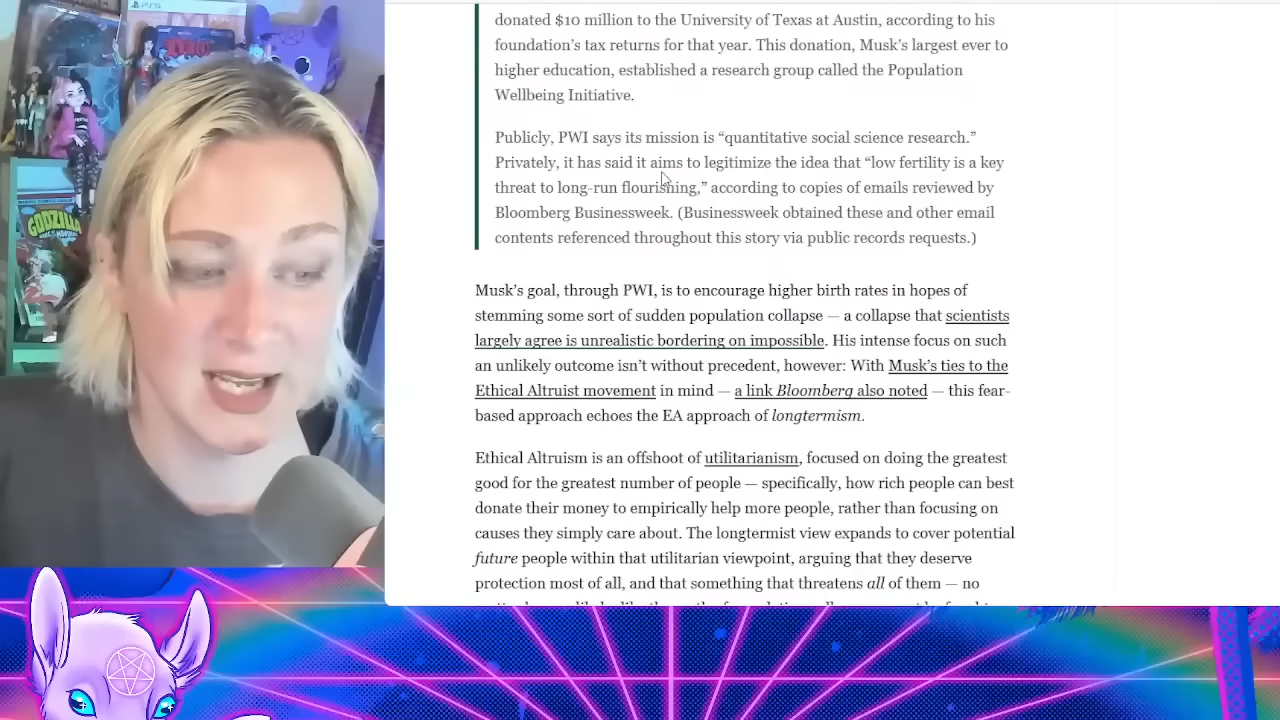 PS5
MARVEL COMICS GROUP
GODZILLA
donated $10 million to the University of Texas at Austin, according to his
foundation’s tax returns for that year. This donation, Musk’s largest ever to
higher education, established a research group called the Population
Wellbeing Initiative.
Publicly, PWI says its mission is “quantitative social science research.”
Privately, it has said it aims to legitimize the idea that “low fertility is a key
threat to long-run flourishing,” according to copies of emails reviewed by
Bloomberg Businessweek. (Businessweek obtained these and other email
contents referenced throughout this story via public records requests.)
Musk’s goal, through PWI, is to encourage higher birth rates in hopes of
stemming some sort of sudden population collapse — a collapse that scientists
largely agree is unrealistic bordering on impossible. His intense focus on such
an unlikely outcome isn’t without precedent, however: With Musk’s ties to the
Ethical Altruist movement in mind — a link Bloomberg also noted — this fear-
based approach echoes the EA approach of longtermism.
Ethical Altruism is an offshoot of utilitarianism, focused on doing the greatest
good for the greatest number of people — specifically, how rich people can best
donate their money to empirically help more people, rather than focusing on
causes they simply care about. The longtermist view expands to cover potential
future people within that utilitarian viewpoint, arguing that they deserve
protection most of all, and that something that threatens all of them — no